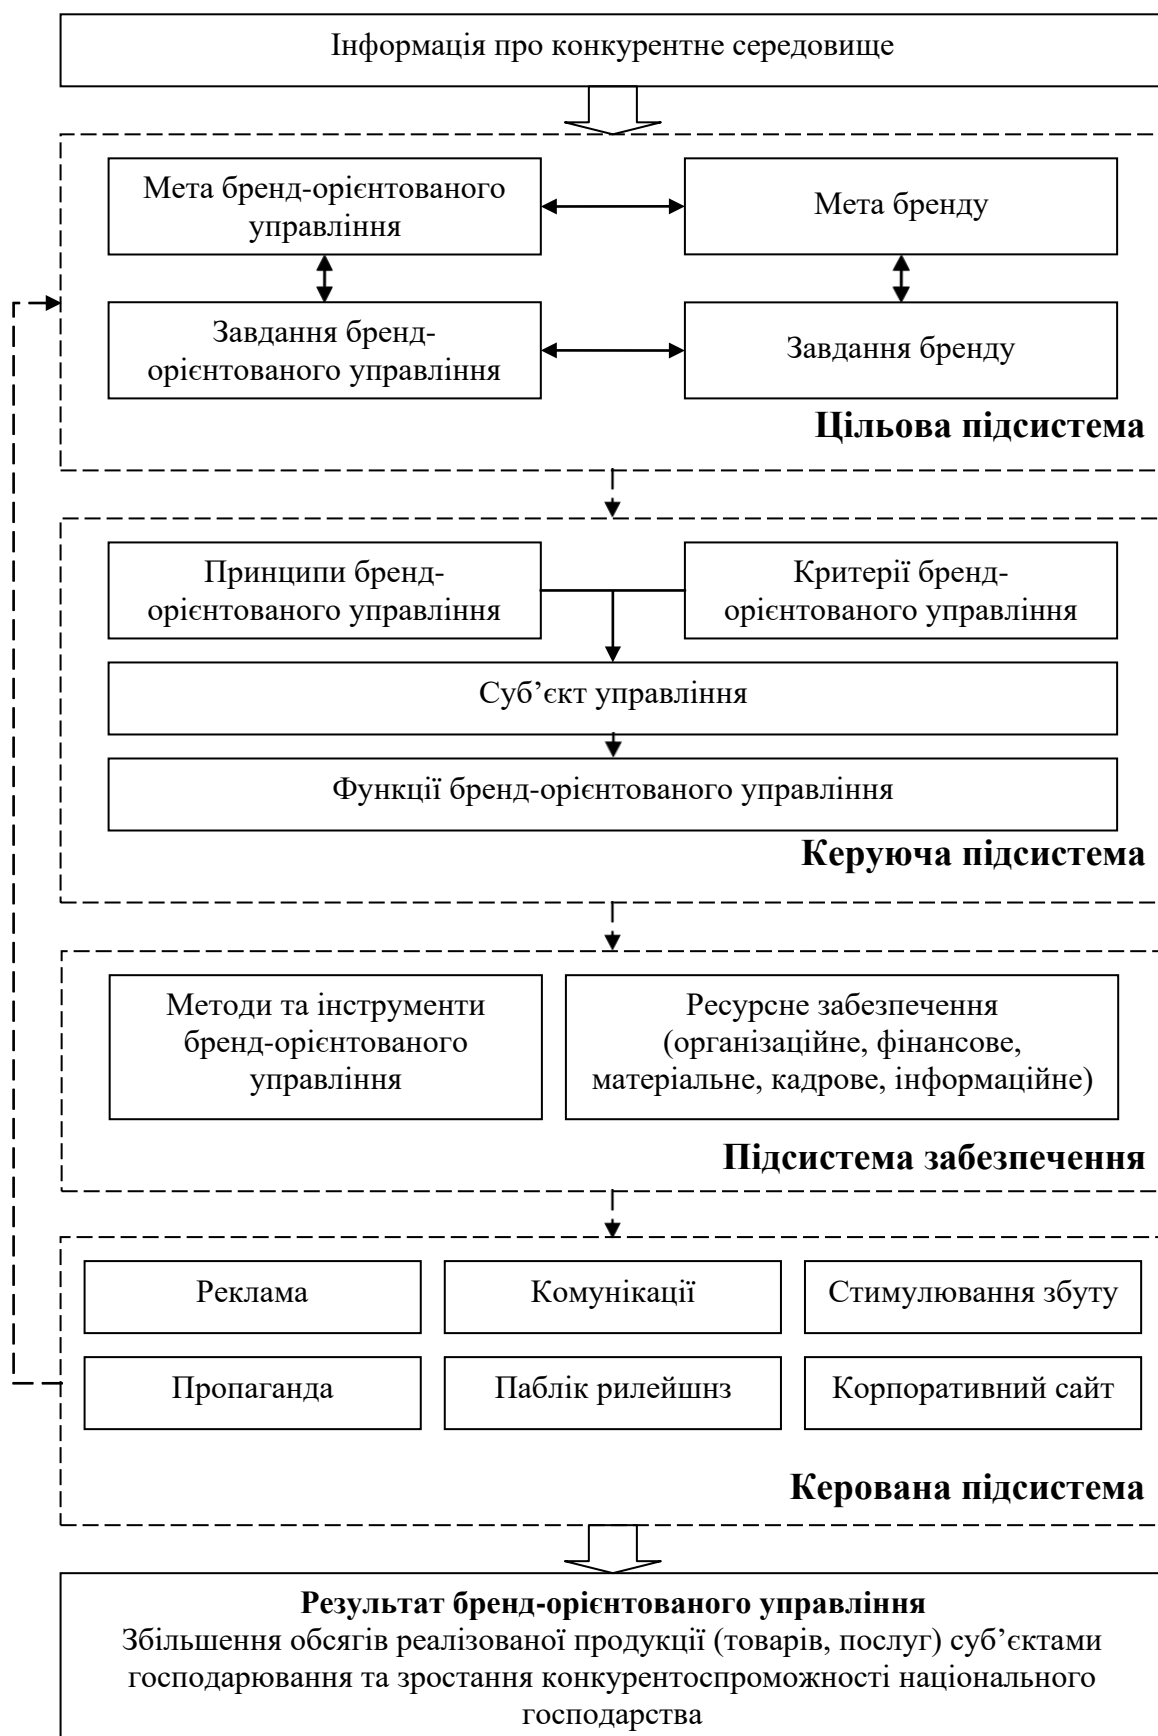 Інформація про конкурентне середовище
Мета бренд-орієнтованого
управління
Мета бренду
Завдання бренд-
орієнтованого управління
Завдання бренду
Цільова підсистема
Принципи бренд-
орієнтованого управління
Критерії бренд-
орієнтованого управління
Суб’єкт управління
Функції бренд-орієнтованого управління
Керуюча підсистема
Методи та інструменти
бренд-орієнтованого
управління
Ресурсне забезпечення
(організаційне, фінансове,
матеріальне, кадрове, інформаційне)
Підсистема забезпечення
Реклама
Комунікації
Стимулювання збуту
Пропаганда
Паблік рилейшнз
Корпоративний сайт
Керована підсистема
Результат бренд-орієнтованого управління
Збільшення обсягів реалізованої продукції (товарів, послуг) суб’єктами
господарювання та зростання конкурентоспроможності національного
господарства